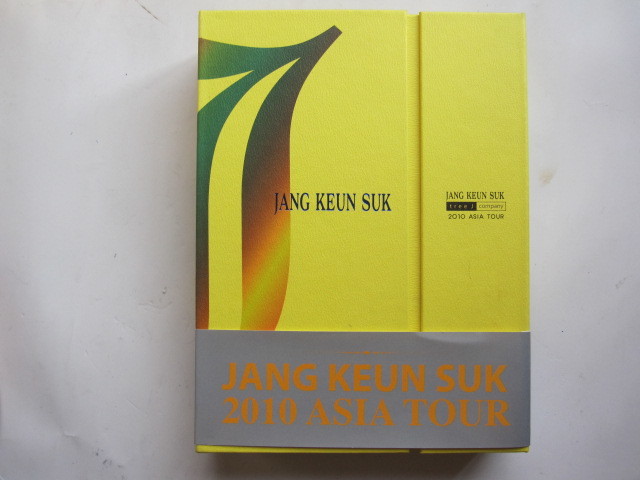 JANG KEUN SUK
JANG KEUN SUK
tree J company
2010 ASIA TOUR
JANG KEUN SUK
2010 ASIA TOUR